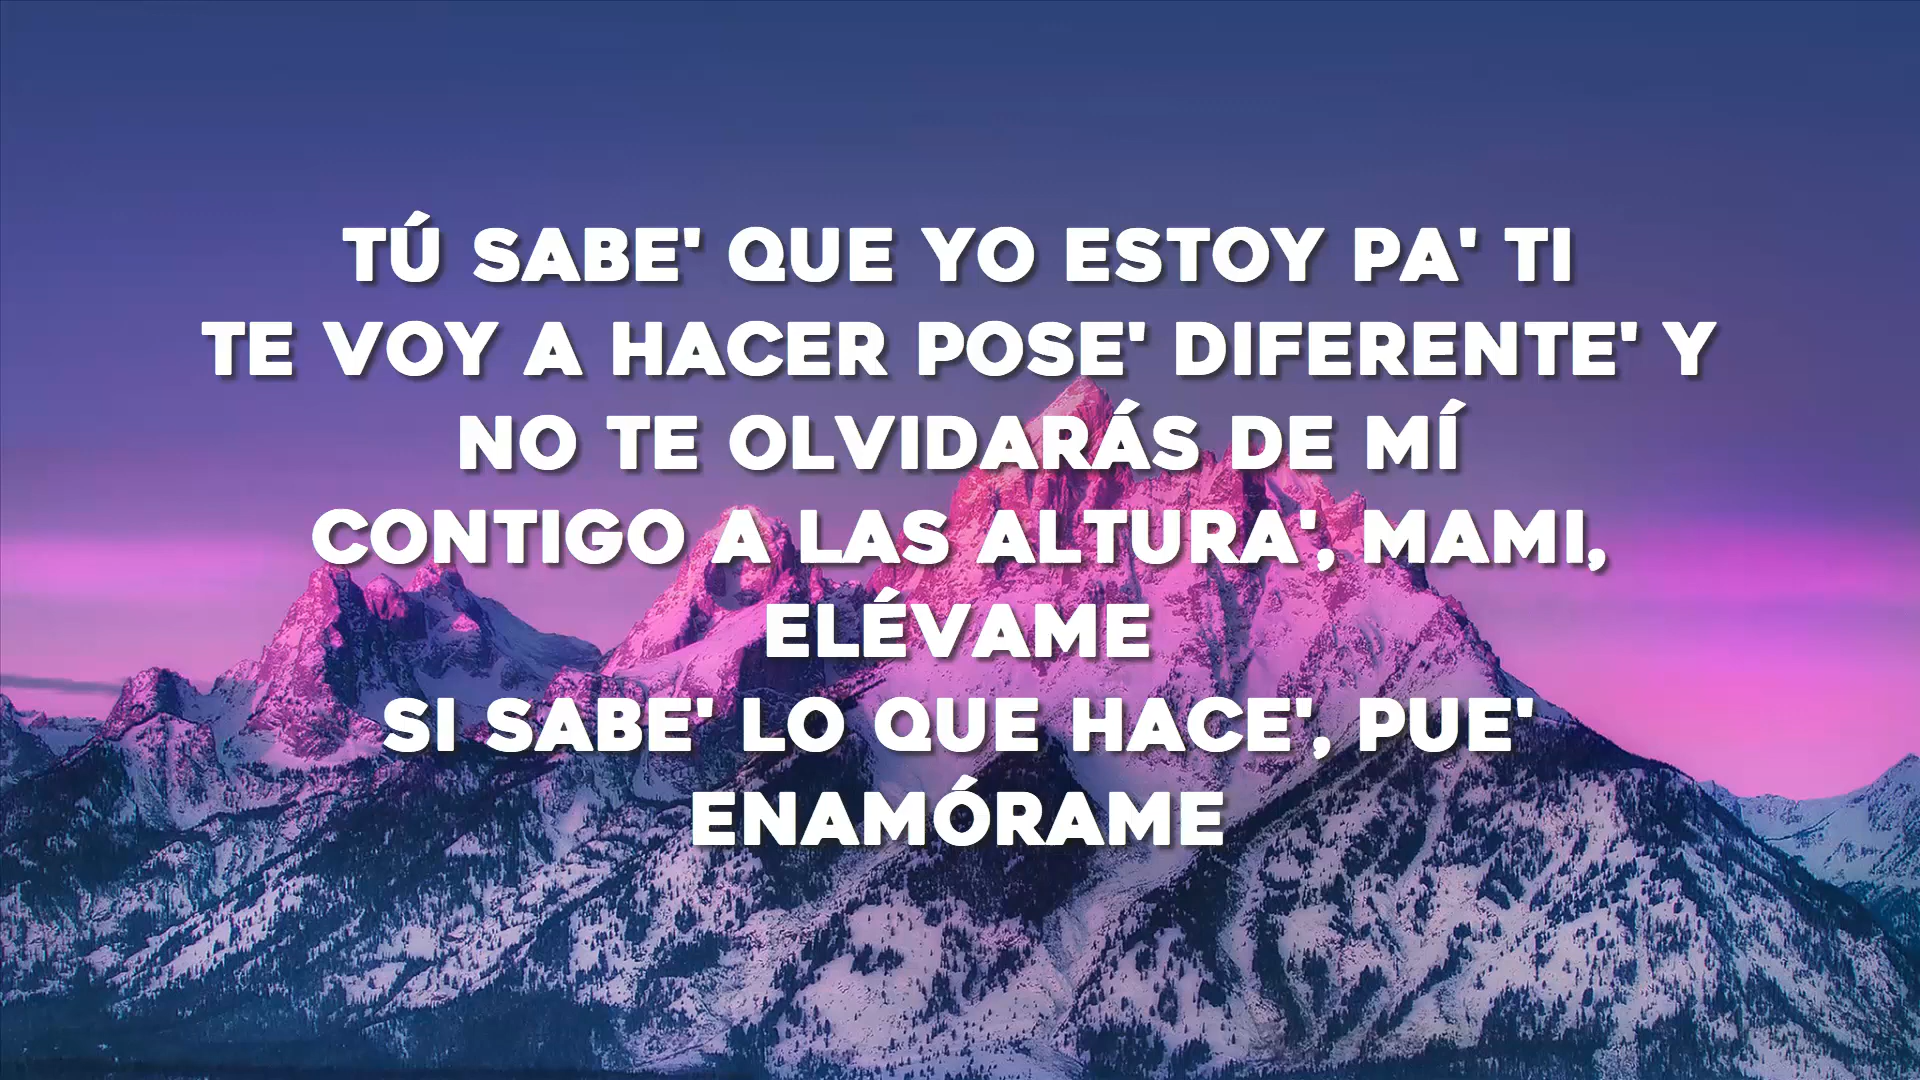 TÚ SABE' QUE YO ESTOY PA' TI
TE VOY A HACER POSE' DIFERENTE' Y
NO TE OLVIDARÁS DE MÍ
CONTIGO A LAS ALTURA', MAMI,
ELÉVAME
SI SABE' LO QUE HACE', PUE'
ENAMÓRAME